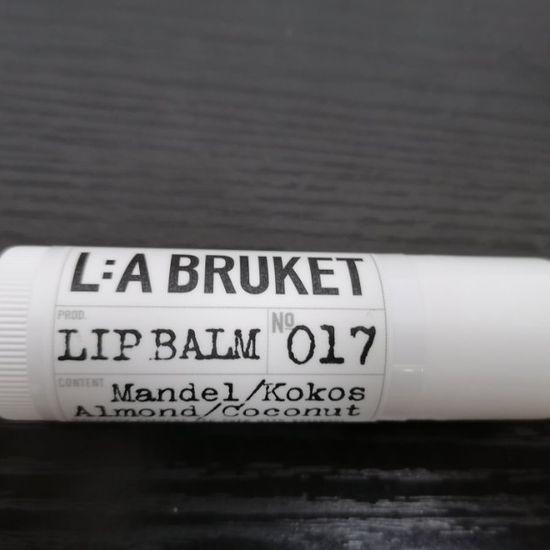 L:A BRUKET
PROD.
LIP BALM
No 017
CONTENT
Mandel/Kokos
Almond/Coconut